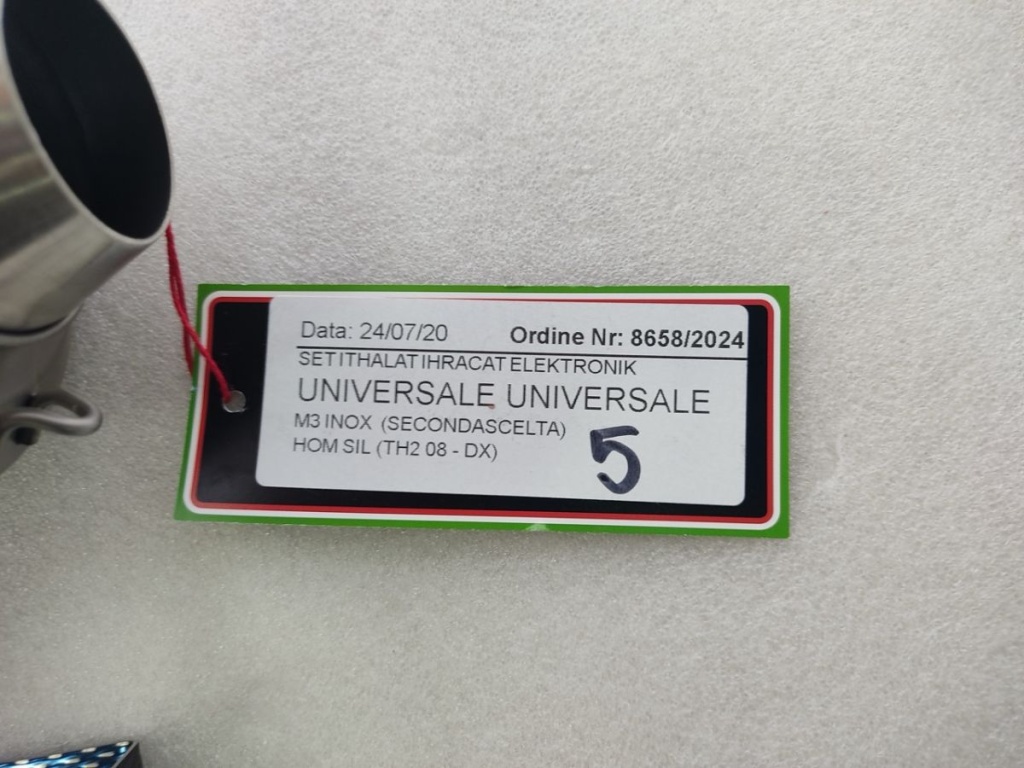 Data: 24/07/20 Ordine Nr: 8658/2024
SET ITHALAT IHRACAT ELEKTRONIK
UNIVERSALE UNIVERSALE
M3 INOX (SECONDASCELTA)
HOM SIL (TH2 08 - DX)
5